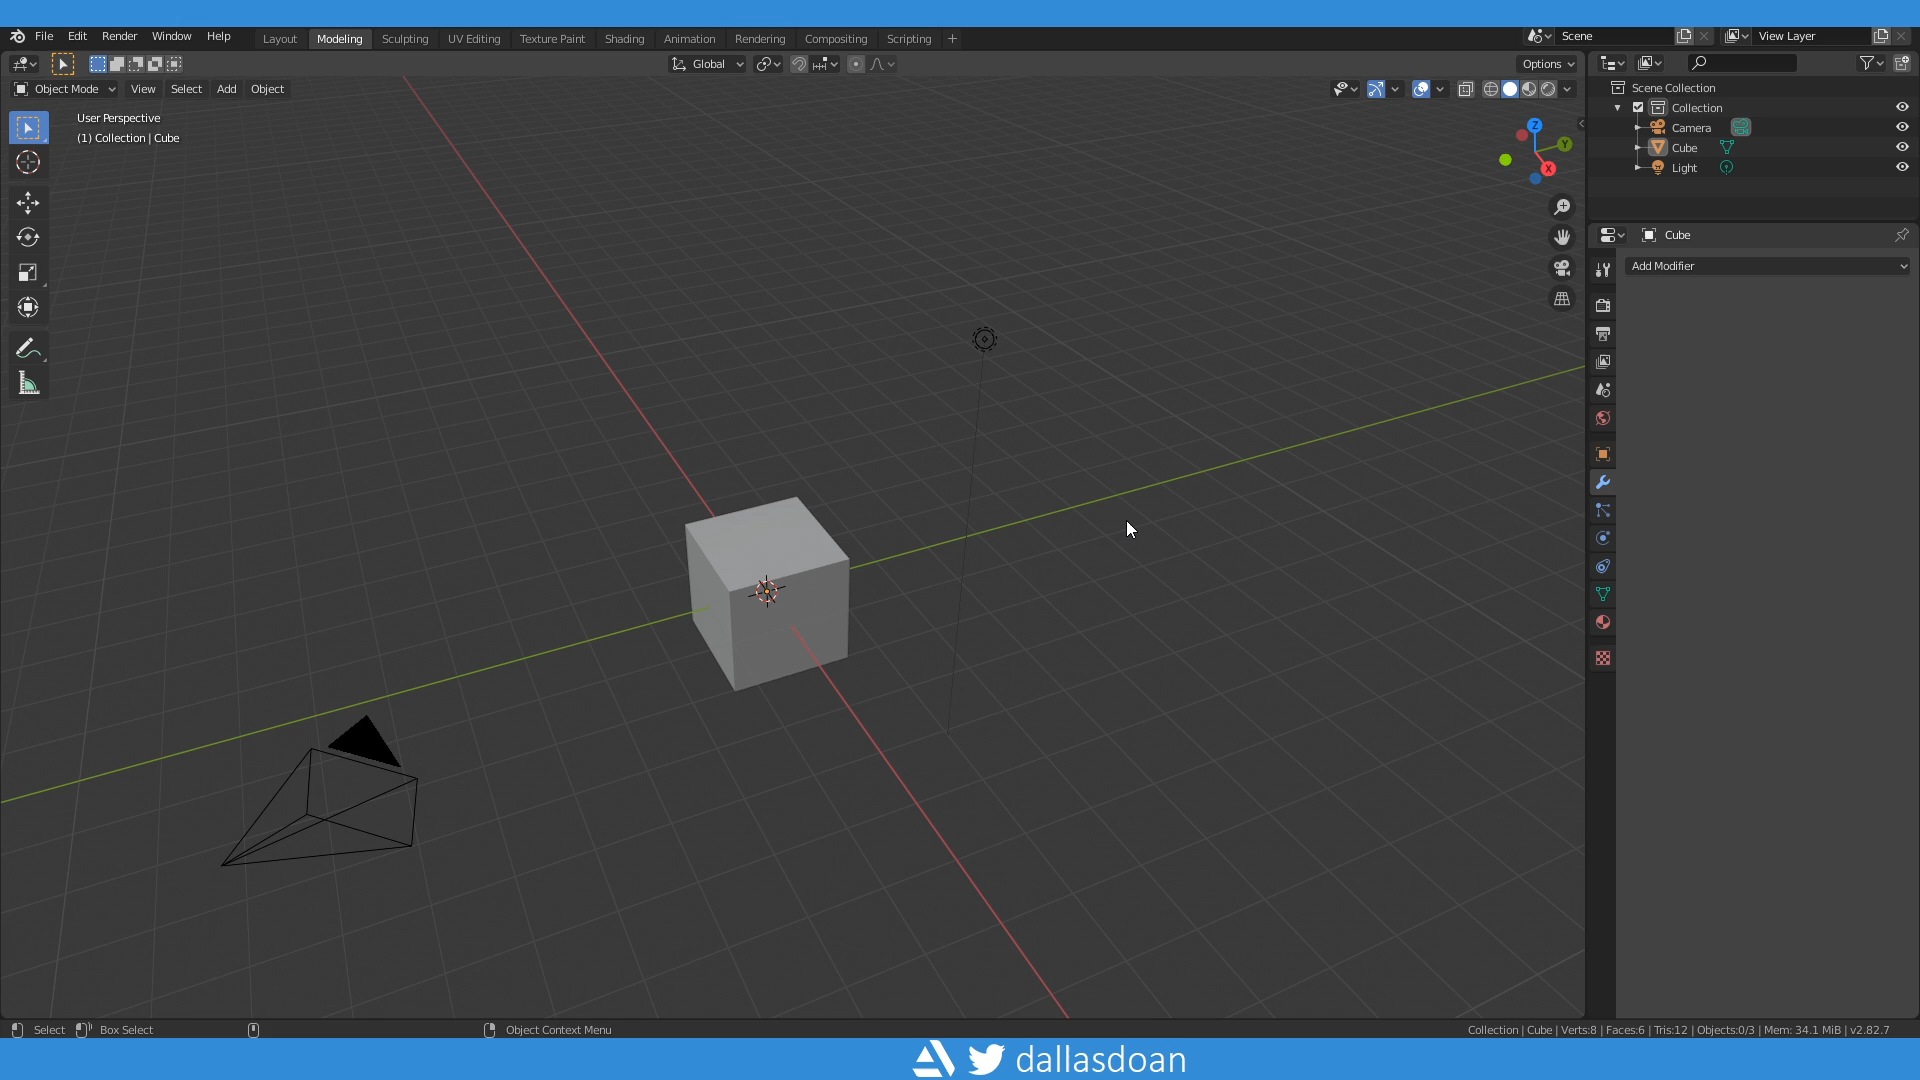 File Edit Render Window Help Layout Modeling Sculpting UV Editing Texture Paint Shading Animation Rendering Compositing Scripting + Scene View Layer
Global Options
Object Mode View Select Add Object
User Perspective
(1) Collection | Cube
Z
Y
X
Scene Collection
Collection
Camera
Cube
Light
Cube
Add Modifier
Select Box Select Object Context Menu Collection | Cube | Verts:8 | Faces:6 | Tris:12 | Objects:0/3 | Mem: 34.1 MiB | v2.82.7
dallasdoan